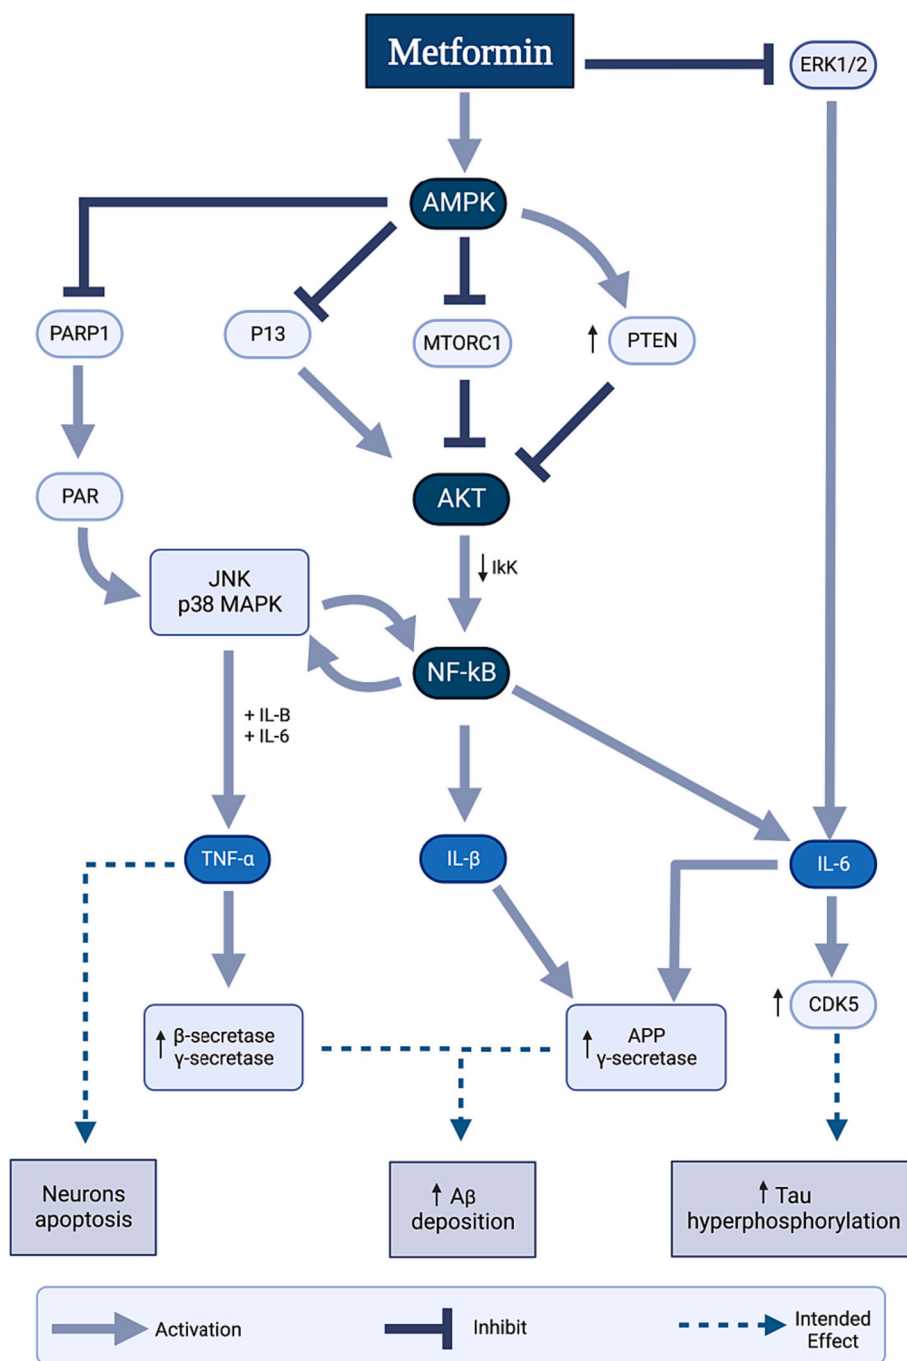 Metformin
ERK1/2
AMPK
PARP1
P13
MTORC1
↑ PTEN
PAR
AKT
JNK
p38 MAPK
↓ IkK
NF-kB
+ IL-B
+ IL-6
TNF-α
IL-β
IL-6
↑ β-secretase
γ-secretase
↑ APP
γ-secretase
↑ CDK5
Neurons
apoptosis
↑ Aβ
deposition
↑ Tau
hyperphosphorylation
Activation
Inhibit
Intended
Effect